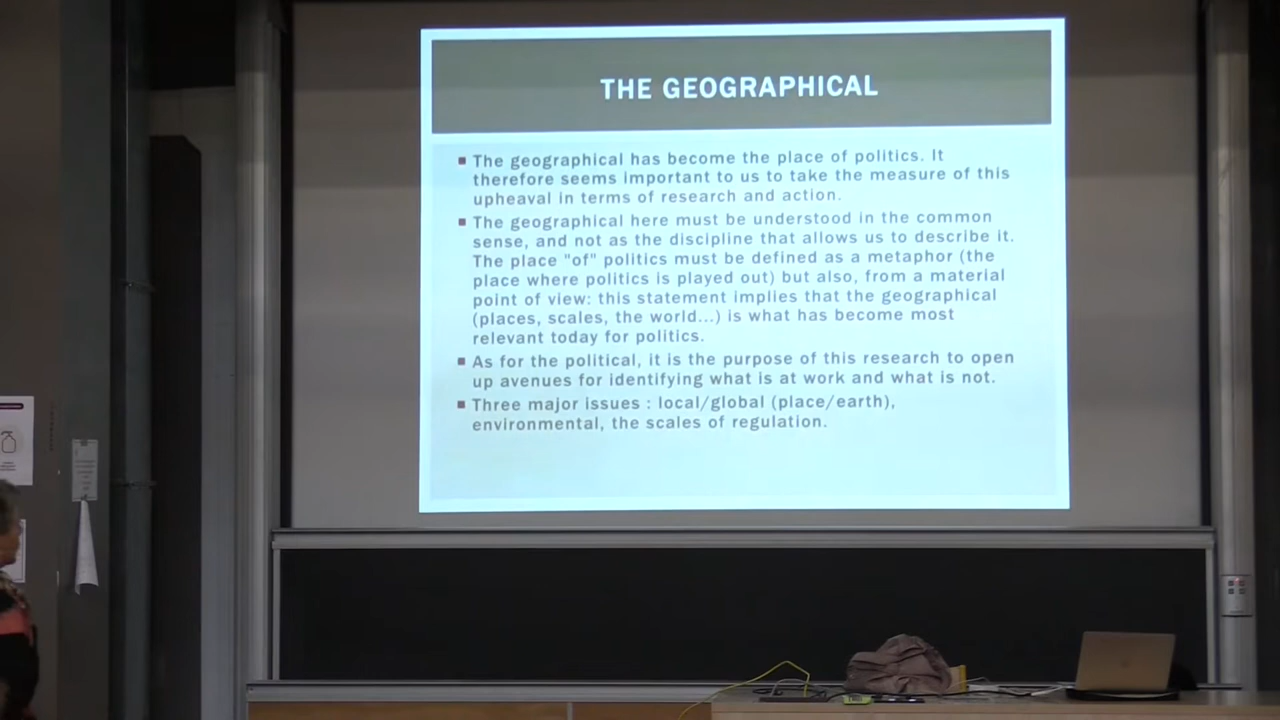 THE GEOGRAPHICAL
The geographical has become the place of politics. It
therefore seems important to us to take the measure of this
upheaval in terms of research and action.
The geographical here must be understood in the common
sense, and not as the discipline that allows us to describe it.
The place "of" politics must be defined as a metaphor (the
place where politics is played out) but also, from a material
point of view: this statement implies that the geographical
(places, scales, the world...) is what has become most
relevant today for politics.
As for the political, it is the purpose of this research to open
up avenues for identifying what is at work and what is not.
Three major issues : local/global (place/earth),
environmental, the scales of regulation.